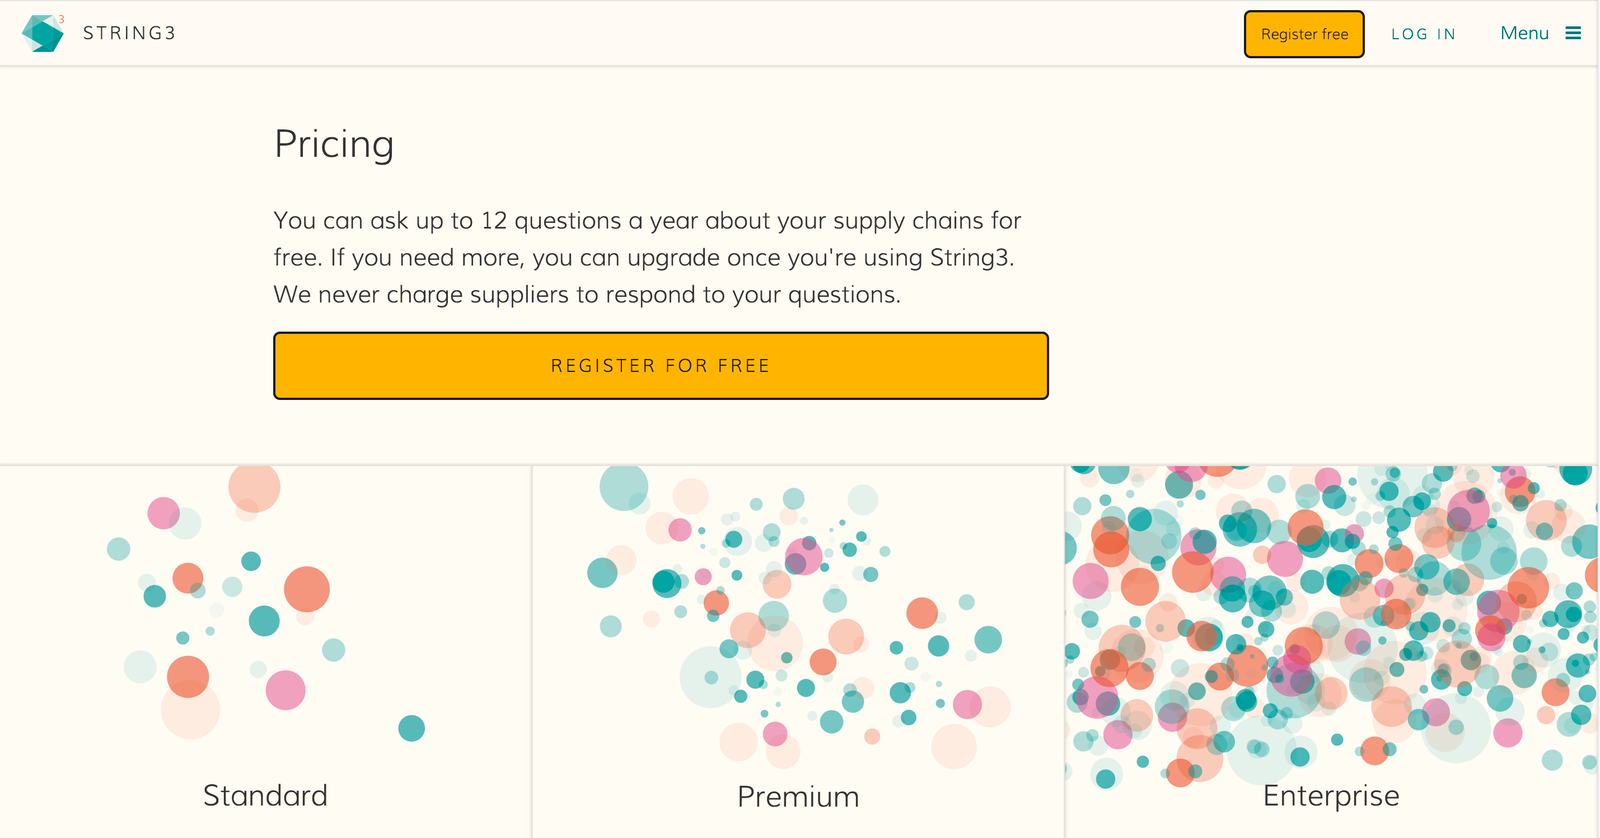 3
STRING3
Register free
LOG IN
Menu
Pricing
You can ask up to 12 questions a year about your supply chains for
free. If you need more, you can upgrade once you're using String3.
We never charge suppliers to respond to your questions.
REGISTER FOR FREE
Standard
Premium
Enterprise